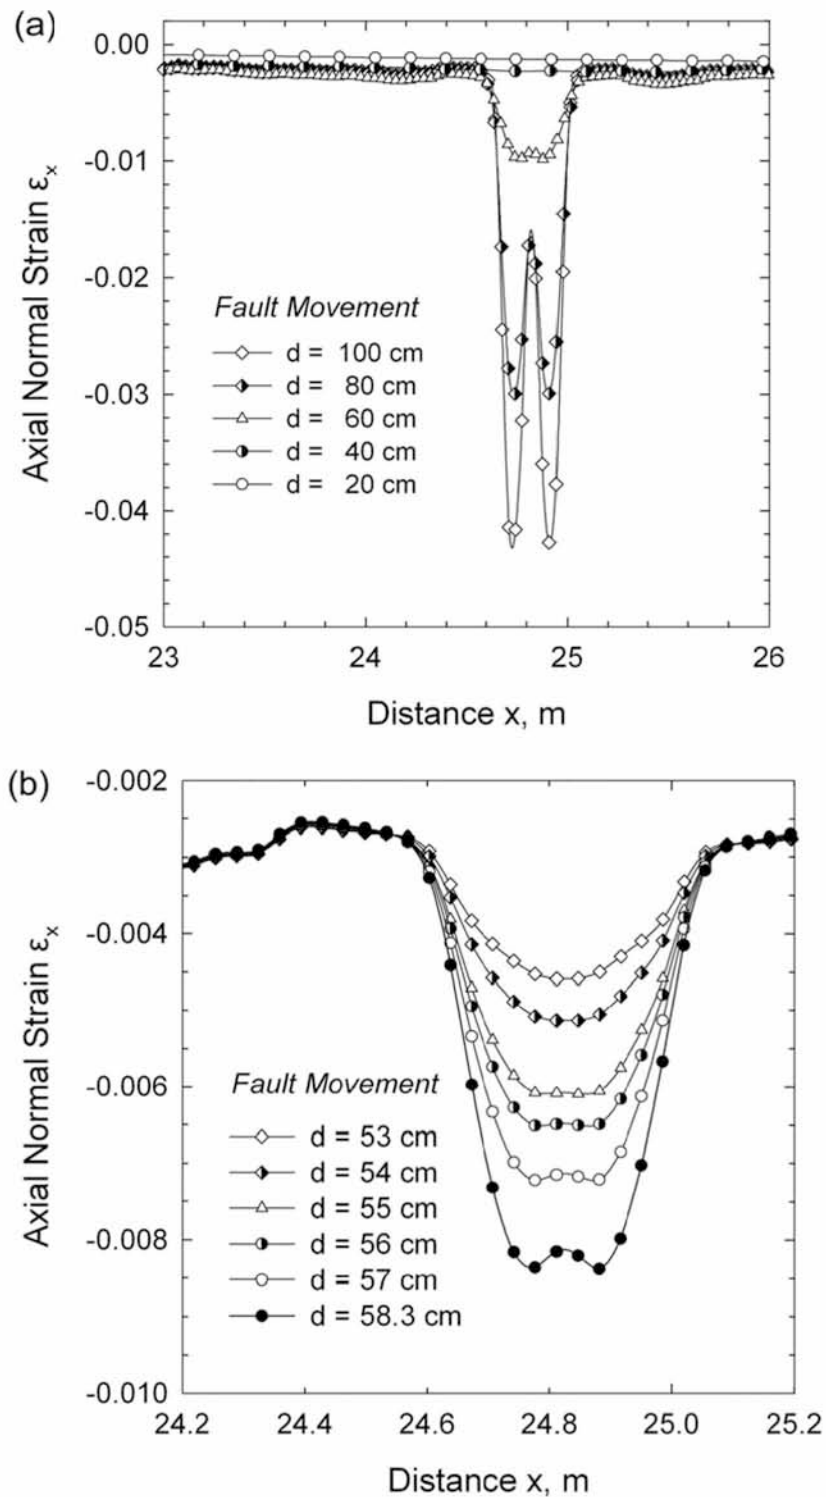 (a)
0.00
-0.01
-0.02
-0.03
-0.04
-0.05
Axial Normal Strain εx
Fault Movement
d = 100 cm
d = 80 cm
d = 60 cm
d = 40 cm
d = 20 cm
23 24 25 26
Distance x, m
(b)
-0.002
-0.004
-0.006
-0.008
-0.010
Axial Normal Strain εx
Fault Movement
d = 53 cm
d = 54 cm
d = 55 cm
d = 56 cm
d = 57 cm
d = 58.3 cm
24.2 24.4 24.6 24.8 25.0 25.2
Distance x, m